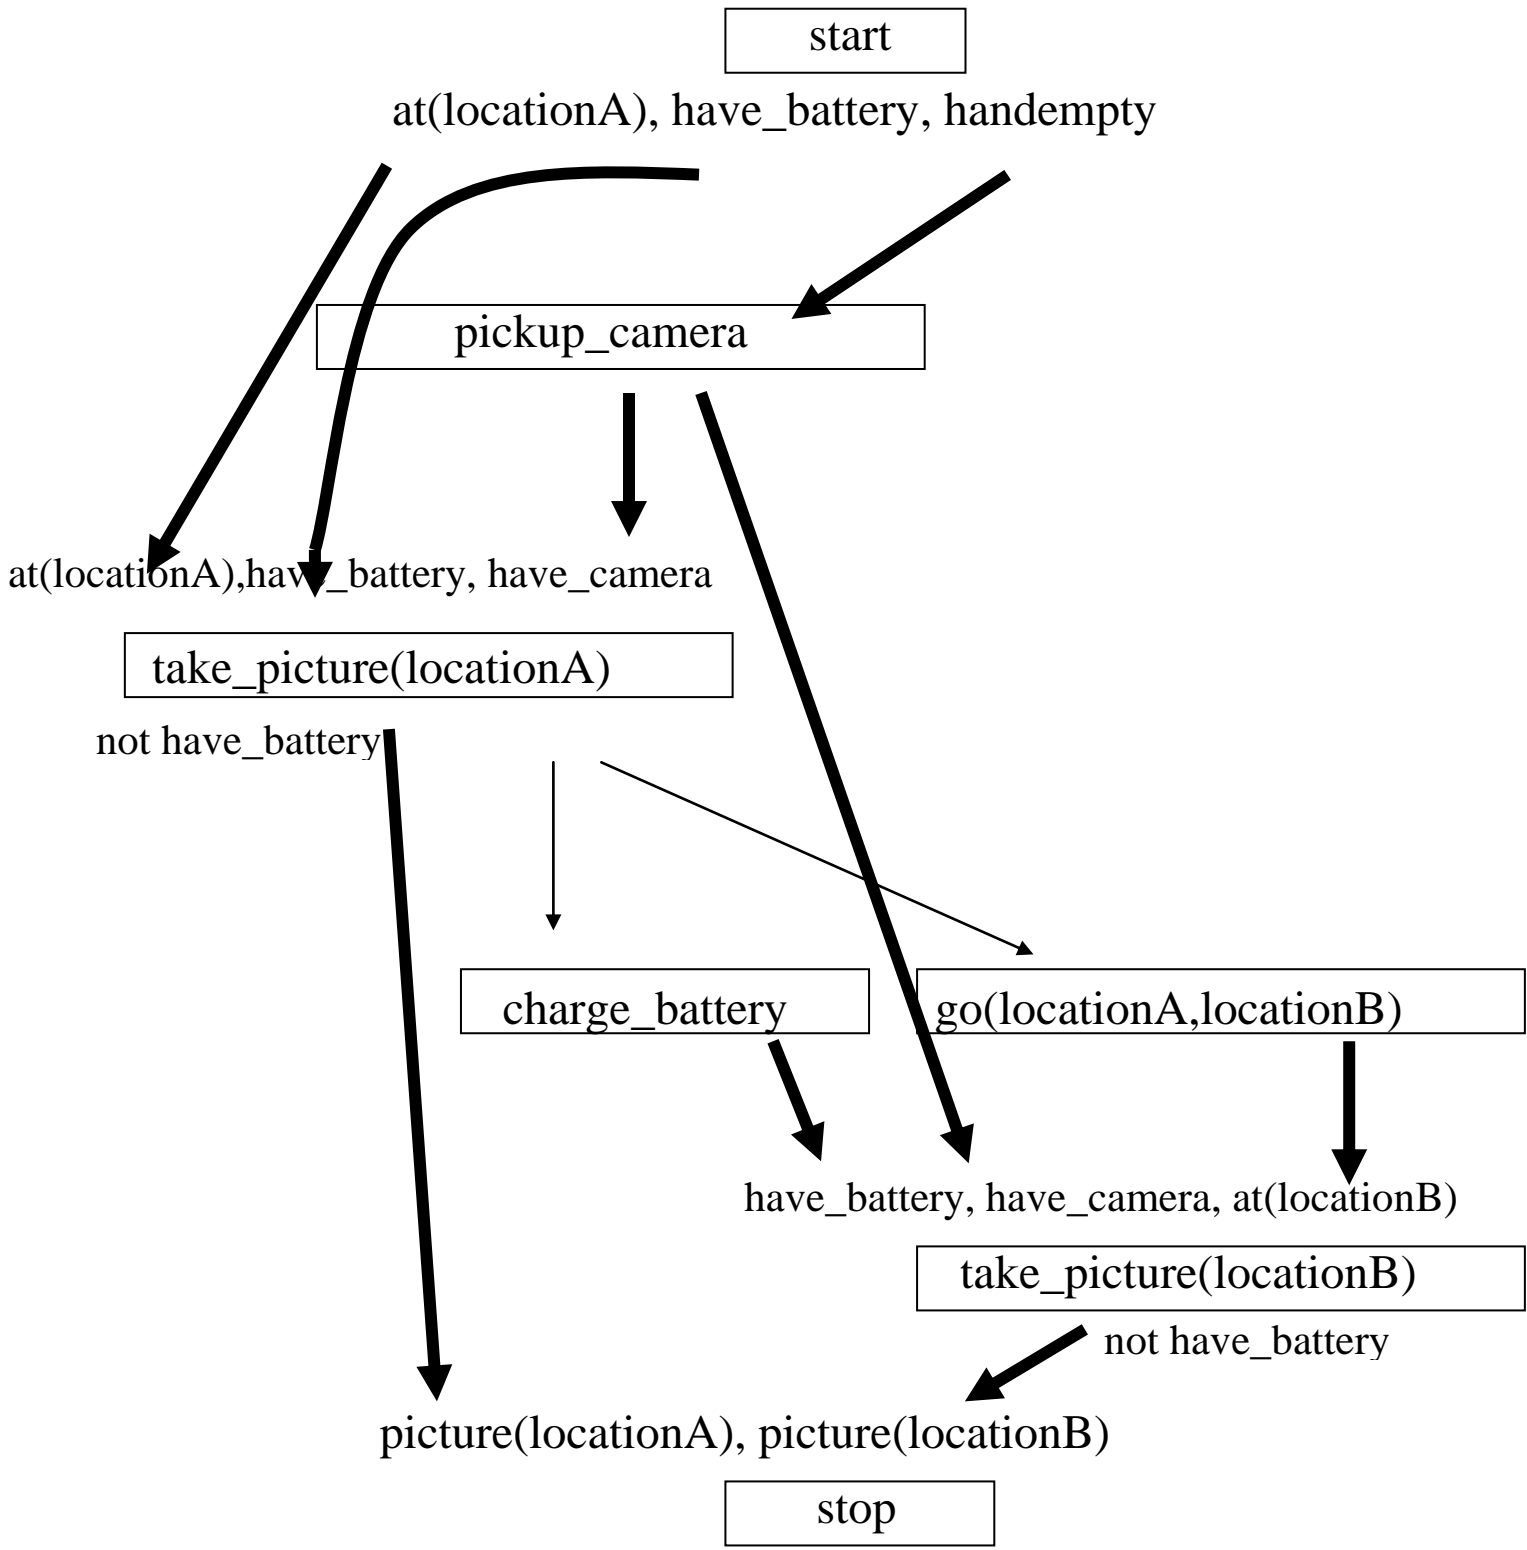 start
at(locationA), have_battery, handempty
pickup_camera
at(locationA),have_battery, have_camera
take_picture(locationA)
not have_battery
charge_battery
go(locationA,locationB)
have_battery, have_camera, at(locationB)
take_picture(locationB)
not have_battery
picture(locationA), picture(locationB)
stop